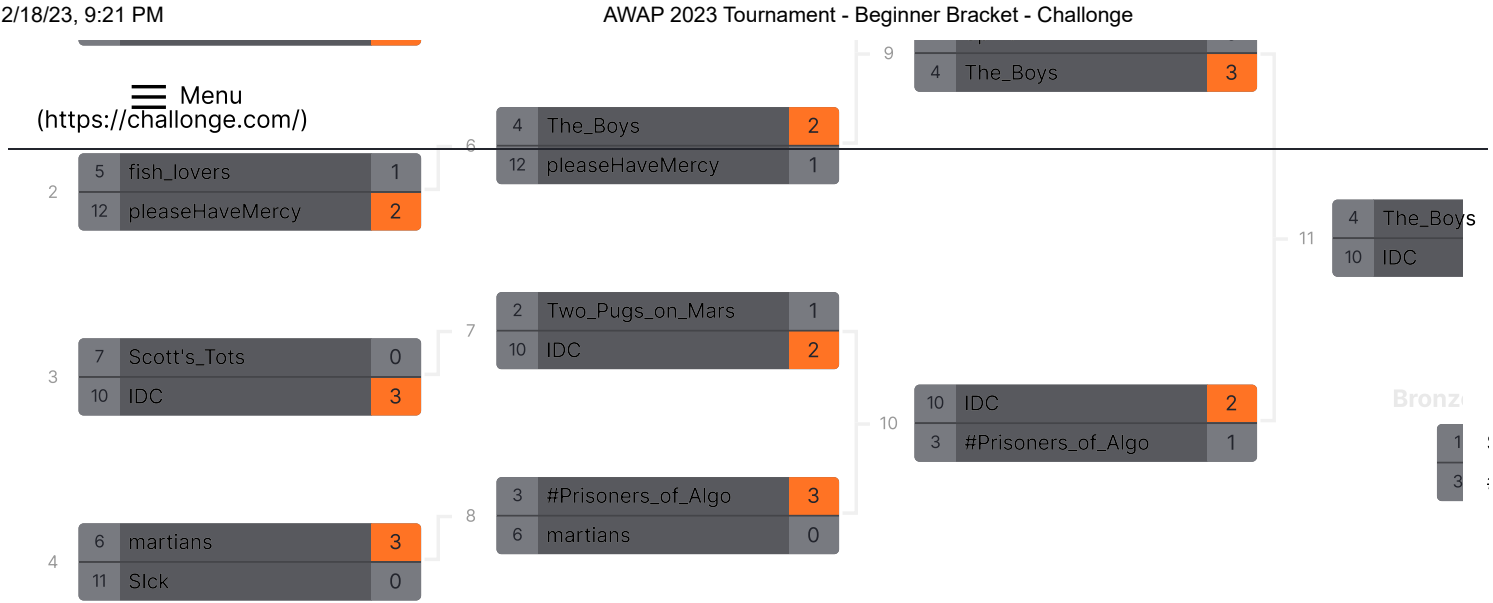 2/18/23, 9:21 PM AWAP 2023 Tournament - Beginner Bracket - Challonge
Menu
(https://challonge.com/)
9
4 The_Boys 3
6
4 The_Boys 2
12 pleaseHaveMercy 1
2
5 fish_lovers 1
12 pleaseHaveMercy 2
11
4 The_Boys
10 IDC
7
2 Two_Pugs_on_Mars 1
10 IDC 2
3
7 Scott's_Tots 0
10 IDC 3
10
10 IDC 2
3 #Prisoners_of_Algo 1
1
3
8
3 #Prisoners_of_Algo 3
6 martians 0
4
6 martians 3
11 SIck 0